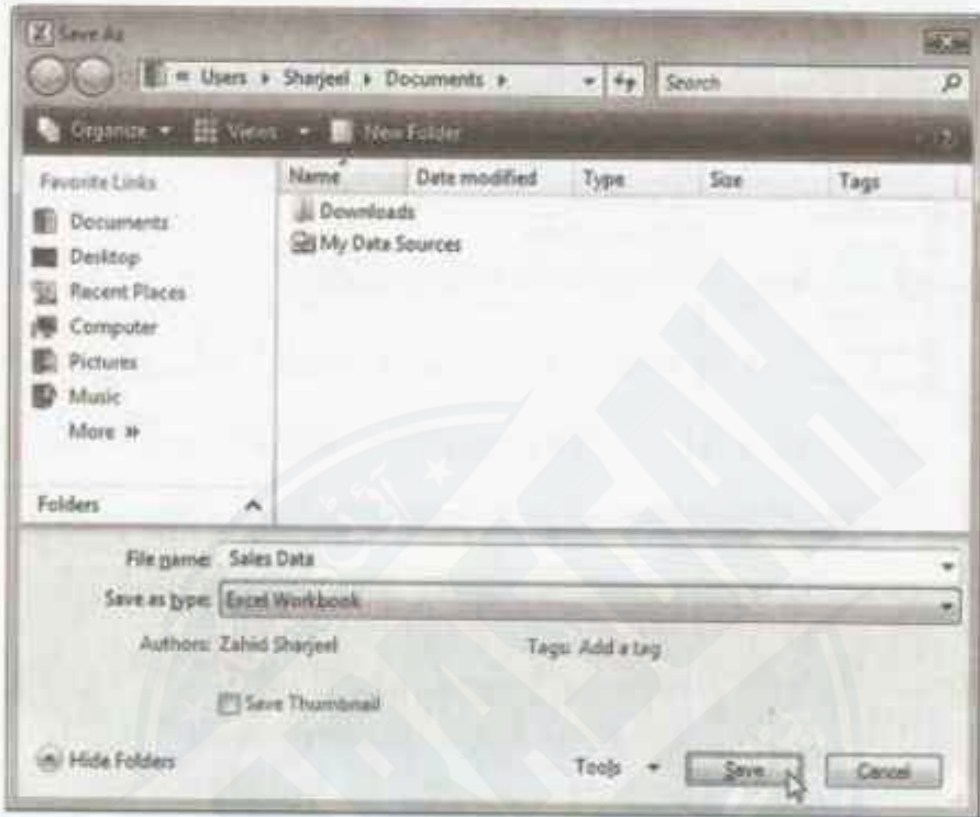 Save As
« Users ▸ Sharjeel ▸ Documents ▸ Search
Organize Views New Folder
Favorite Links
Documents
Desktop
Recent Places
Computer
Pictures
Music
More »
Folders
Name Date modified Type Size Tags
Downloads
My Data Sources
File name: Sales Data
Save as type: Excel Workbook
Authors: Zahid Sharjeel Tags: Add a tag
Save Thumbnail
Hide Folders Tools Save Cancel